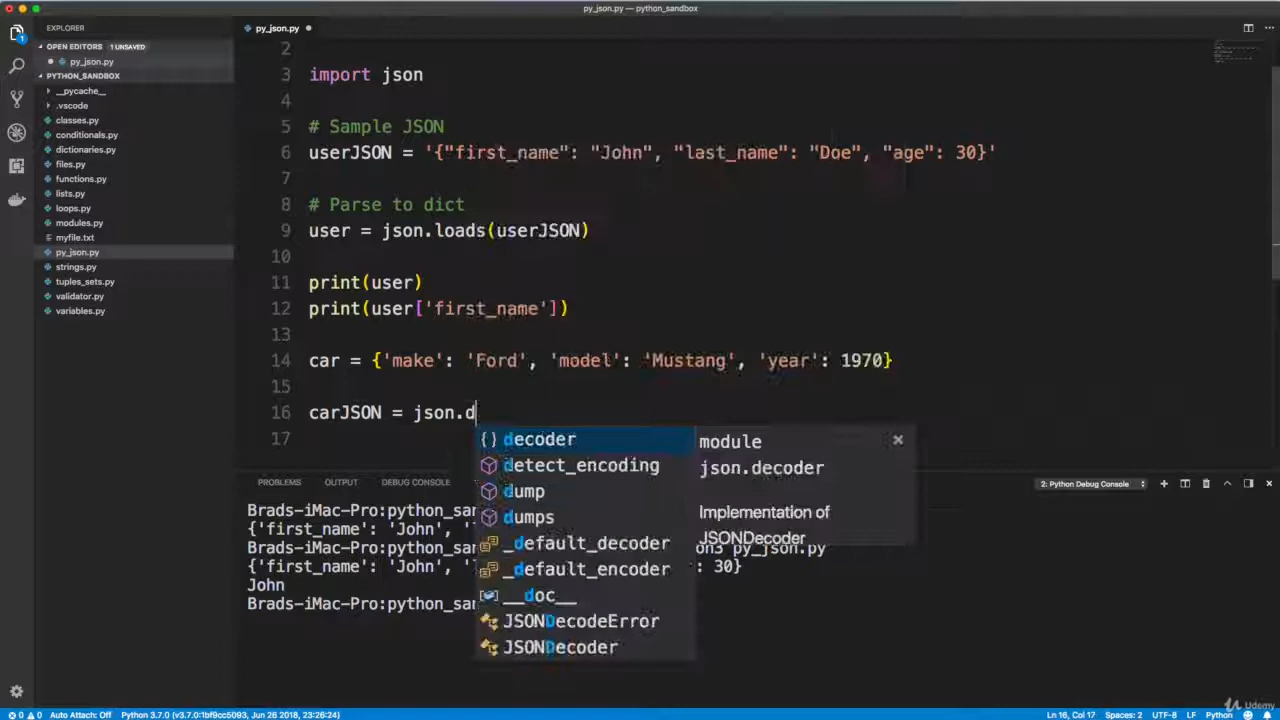 py_json.py — python_sandbox
EXPLORER
OPEN EDITORS 1 UNSAVED
py_json.py
PYTHON_SANDBOX
__pycache__
.vscode
classes.py
conditionals.py
dictionaries.py
files.py
functions.py
lists.py
loops.py
modules.py
myfile.txt
py_json.py
strings.py
tuples_sets.py
validator.py
variables.py
1
py_json.py
2
3 import json
4
5 # Sample JSON
6 userJSON = '{"first_name": "John", "last_name": "Doe", "age": 30}'
7
8 # Parse to dict
9 user = json.loads(userJSON)
10
11 print(user)
12 print(user['first_name'])
13
14 car = {'make': 'Ford', 'model': 'Mustang', 'year': 1970}
15
16 carJSON = json.d
17
{} decoder
detect_encoding
dump
dumps
_default_decoder
_default_encoder
__doc__
JSONDecodeError
JSONDecoder
module
json.decoder
Implementation of
JSONDecoder
PROBLEMS OUTPUT DEBUG CONSOLE
2: Python Debug Console
Brads-iMac-Pro:python_sa
{'first_name': 'John', '
Brads-iMac-Pro:python_sa on3 py_json.py
{'first_name': 'John', ' : 30}
John
Brads-iMac-Pro:python_sa
0 0 Auto Attach: Off Python 3.7.0 (v3.7.0:1bf9cc5093, Jun 26 2018, 23:26:24)
Ln 16, Col 17 Spaces: 2 UTF-8 LF Python
Udemy